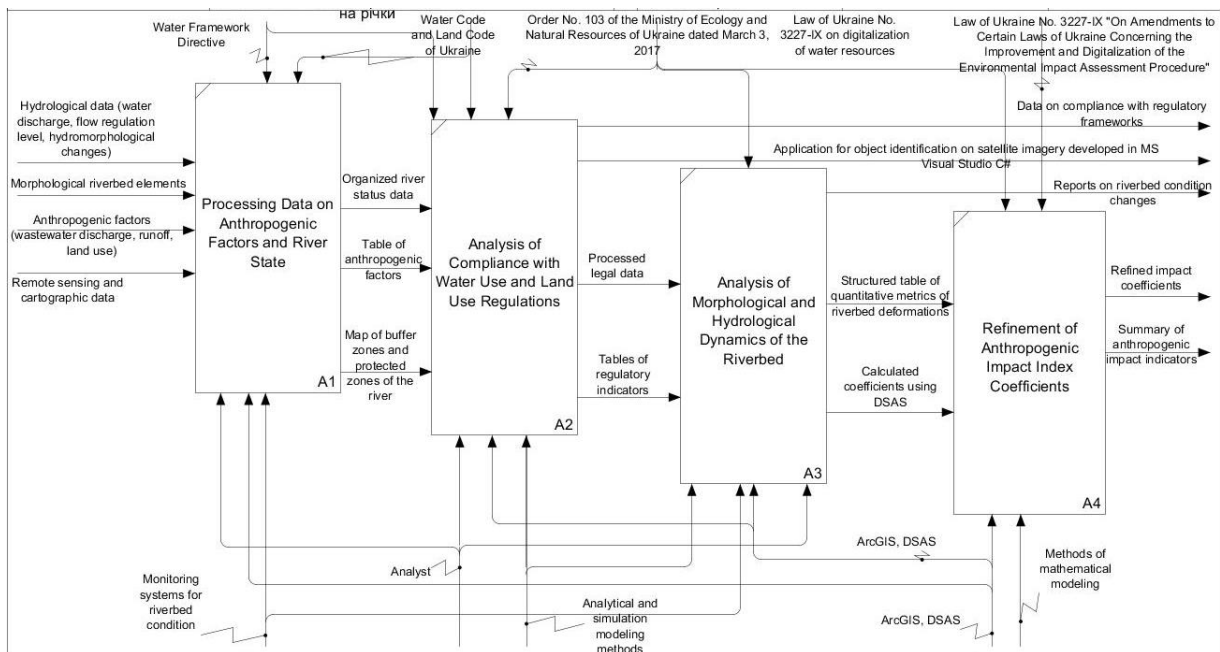 на річки
Water Framework
Directive
Water Code
and Land Code
of Ukraine
Order No. 103 of the Ministry of Ecology and
Natural Resources of Ukraine dated March 3,
2017
Law of Ukraine No.
3227-IX on digitalization
of water resources
Law of Ukraine No. 3227-IX "On Amendments to
Certain Laws of Ukraine Concerning the
Improvement and Digitalization of the
Environmental Impact Assessment Procedure"
Hydrological data (water
discharge, flow regulation
level, hydromorphological
changes)
Morphological riverbed elements
Anthropogenic factors
(wastewater discharge, runoff,
land use)
Remote sensing and
cartographic data
Processing Data on
Anthropogenic
Factors and River
State
A1
Organized river
status data
Table of
anthropogenic
factors
Map of buffer
zones and
protected
zones of the
river
Analysis of
Compliance with
Water Use and Land
Use Regulations
A2
Data on compliance with regulatory
frameworks
Application for object identification on satellite imagery developed in MS
Visual Studio C#
Reports on riverbed condition
changes
Processed
legal data
Tables of
regulatory
indicators
Analysis of
Morphological and
Hydrological
Dynamics of the
Riverbed
A3
Structured table of
quantitative metrics of
riverbed deformations
Calculated
coefficients using
DSAS
Refinement of
Anthropogenic
Impact Index
Coefficients
A4
Refined impact
coefficients
Summary of
anthropogenic
impact indicators
Monitoring
systems for
riverbed
condition
Analyst
Analytical and
simulation
modeling
methods
ArcGIS, DSAS
ArcGIS, DSAS
Methods of
mathematical
modeling